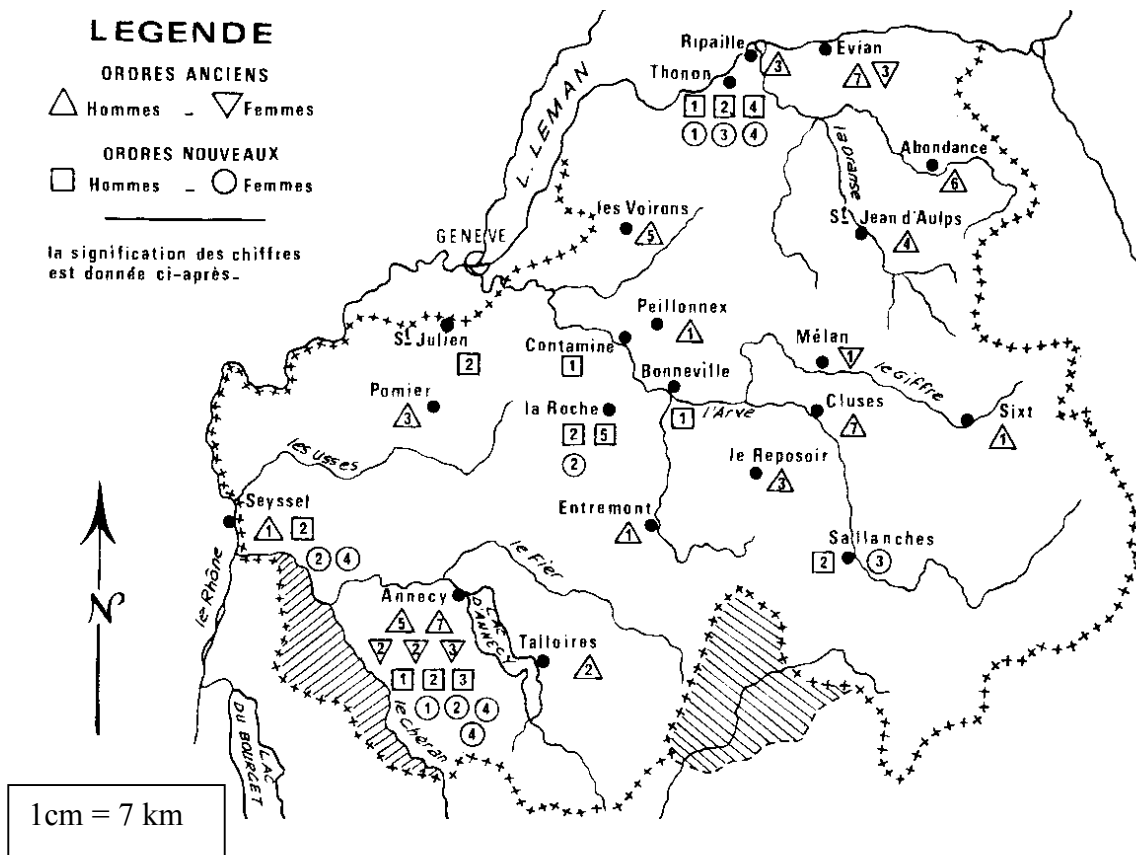 LEGENDE
ORDRES ANCIENS
Hommes - Femmes
ORDRES NOUVEAUX
Hommes - Femmes
la signification des chiffres
est donnée ci-après-
Ripaille
3
Evian
7 3
Thonon
1 2 4
1 3 4
L. LEMAN
la Dranse
Abondance
6
St Jean d'Aulps
4
les Voirons
5
GENEVE
St Julien
2
Peillonnex
1
Contamine
1
Mélan
1
le Giffre
Bonneville
1
l'Arve
Cluses
7
Sixt
1
Pomier
3
la Roche
2 5
2
les Usses
le Reposoir
3
Seyssel
1 2
2 4
Entremont
1
Sallanches
2 3
le Rhône
N
le Fier
Annecy
5 7
2 2 3
1 2 3
1 2 4
4
LAC
D'ANNECY
Talloires
2
le Chéran
LAC
DU BOURGET
1cm = 7 km